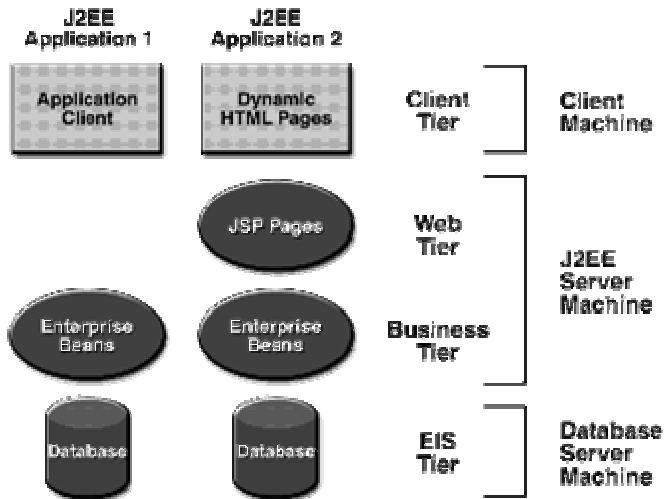 J2EE
Application 1
J2EE
Application 2
Application
Client
Dynamic
HTML Pages
Client
Tier
Client
Machine
JSP Pages
Web
Tier
J2EE
Server
Machine
Enterprise
Beans
Enterprise
Beans
Business
Tier
Database
Database
EIS
Tier
Database
Server
Machine